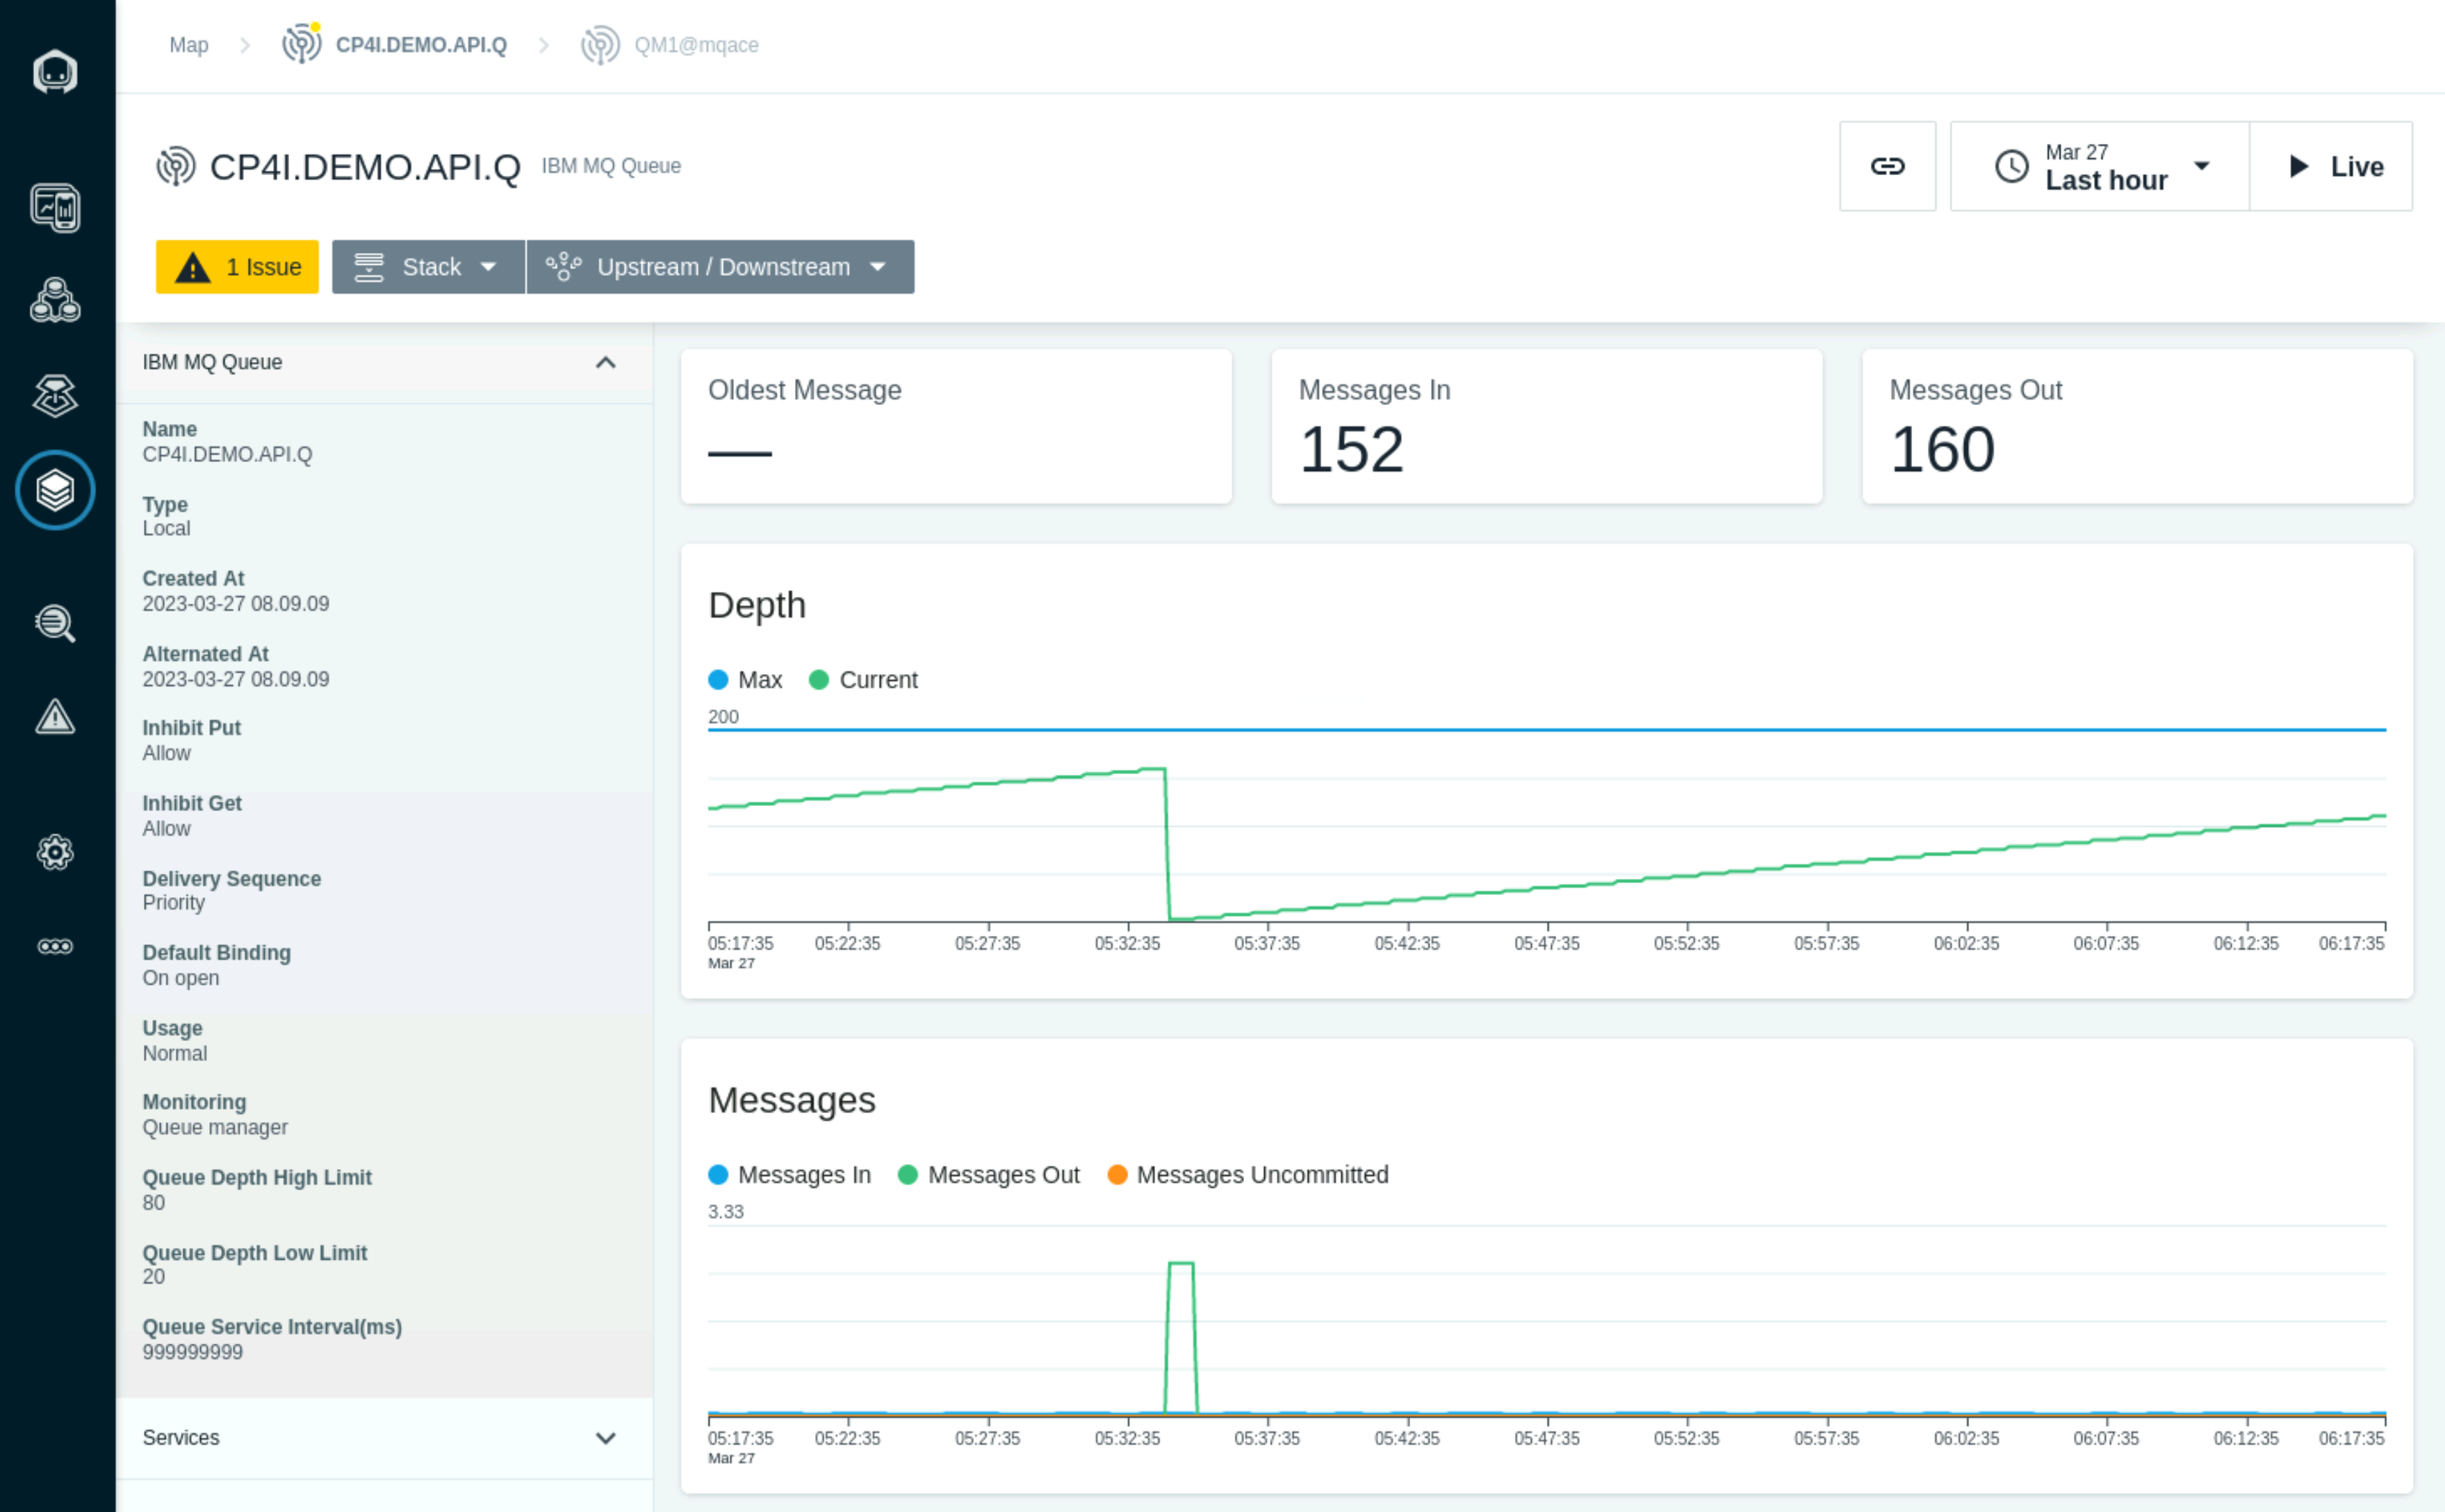 Map
CP4I.DEMO.API.Q
QM1@mqace
CP4I.DEMO.API.Q IBM MQ Queue
Mar 27
Last hour
Live
1 Issue
Stack
Upstream / Downstream
IBM MQ Queue
Name
CP4I.DEMO.API.Q
Type
Local
Created At
2023-03-27 08.09.09
Alternated At
2023-03-27 08.09.09
Inhibit Put
Allow
Inhibit Get
Allow
Delivery Sequence
Priority
Default Binding
On open
Usage
Normal
Monitoring
Queue manager
Queue Depth High Limit
80
Queue Depth Low Limit
20
Queue Service Interval(ms)
999999999
Services
Oldest Message
—
Messages In
152
Messages Out
160
Depth
Max Current
200
05:17:35 05:22:35 05:27:35 05:32:35 05:37:35 05:42:35 05:47:35 05:52:35 05:57:35 06:02:35 06:07:35 06:12:35 06:17:35
Mar 27
Messages
Messages In Messages Out Messages Uncommitted
3.33
05:17:35 05:22:35 05:27:35 05:32:35 05:37:35 05:42:35 05:47:35 05:52:35 05:57:35 06:02:35 06:07:35 06:12:35 06:17:35
Mar 27